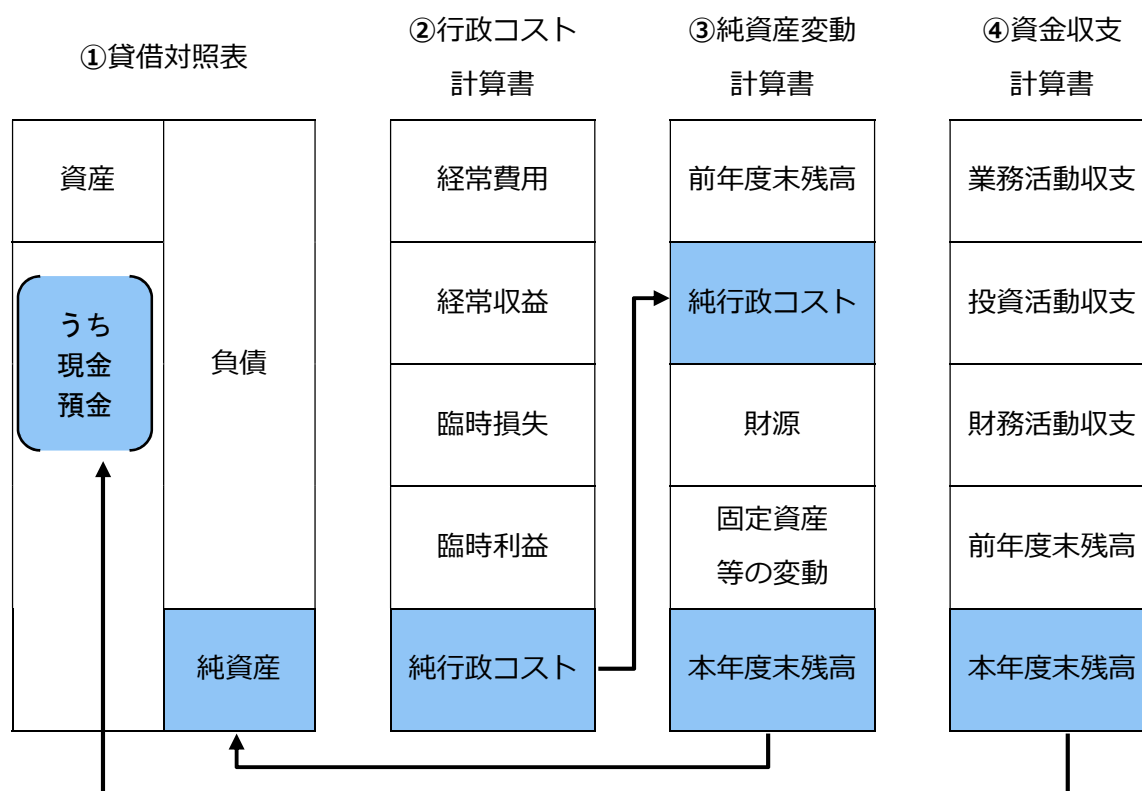 ①貸借対照表
資産
うち
現金
預金
負債
純資産
②行政コスト
計算書
経常費用
経常収益
臨時損失
臨時利益
純行政コスト
③純資産変動
計算書
前年度末残高
純行政コスト
財源
固定資産
等の変動
本年度末残高
④資金収支
計算書
業務活動収支
投資活動収支
財務活動収支
前年度末残高
本年度末残高